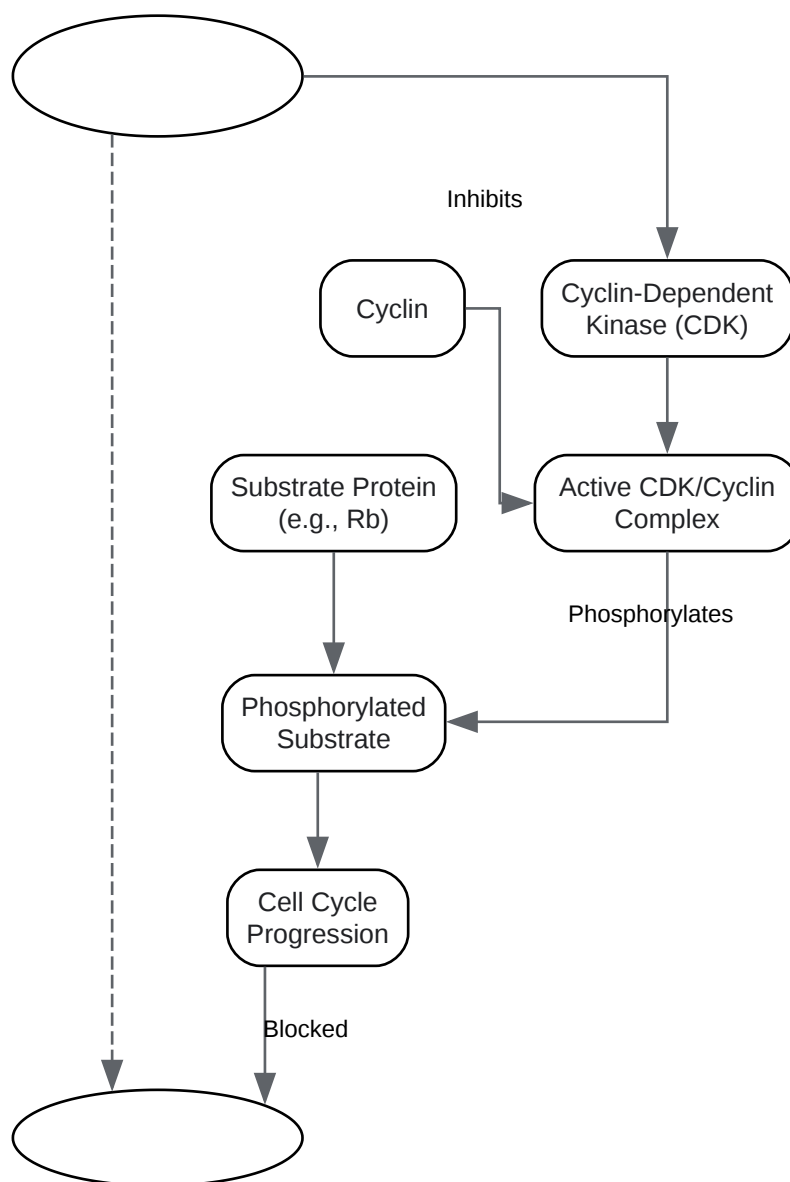 Inhibits
Cyclin
Cyclin-Dependent
Kinase (CDK)
Substrate Protein
(e.g., Rb)
Active CDK/Cyclin
Complex
Phosphorylates
Phosphorylated
Substrate
Cell Cycle
Progression
Blocked